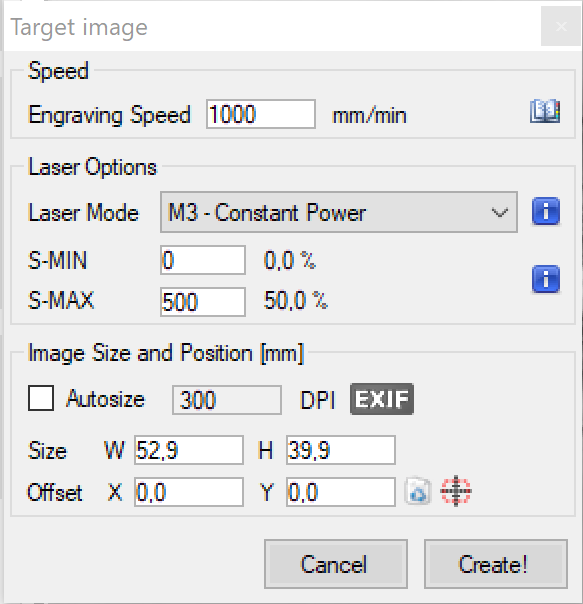 Target image
Speed
Engraving Speed 1000 mm/min
Laser Options
Laser Mode M3 - Constant Power
S-MIN 0 0,0 %
S-MAX 500 50,0 %
Image Size and Position [mm]
Autosize 300 DPI EXIF
Size W 52,9 H 39,9
Offset X 0,0 Y 0,0
Cancel Create!